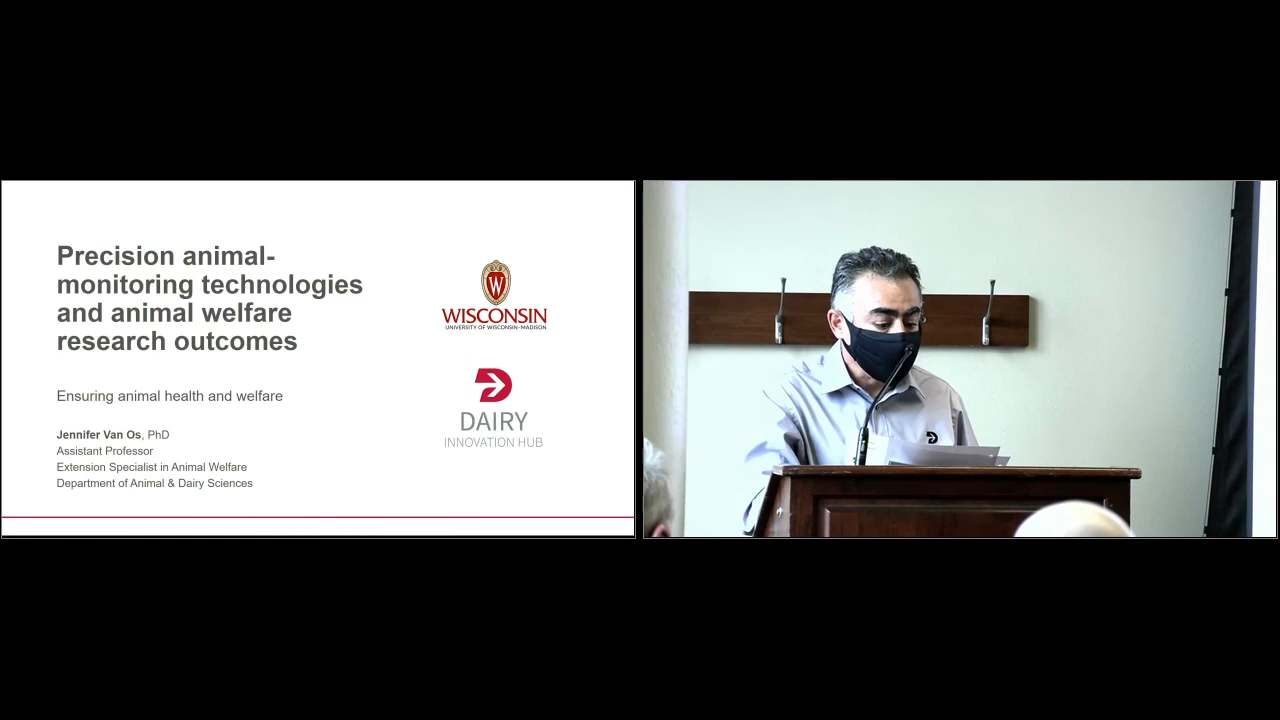 Precision animal-
monitoring technologies
and animal welfare
research outcomes
Ensuring animal health and welfare
Jennifer Van Os, PhD
Assistant Professor
Extension Specialist in Animal Welfare
Department of Animal & Dairy Sciences
W
WISCONSIN
UNIVERSITY OF WISCONSIN–MADISON
DAIRY
INNOVATION HUB